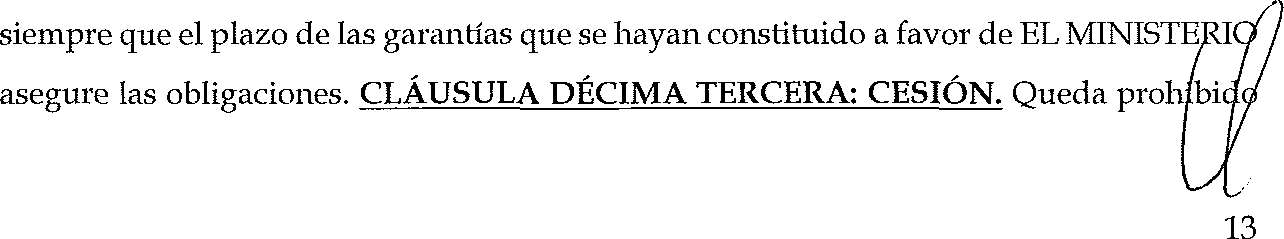 siempre que el plazo de las garantías que se hayan constituido a favor de EL MINISTERIO
asegure las obligaciones. CLÁUSULA DÉCIMA TERCERA: CESIÓN. Queda prohibido
13